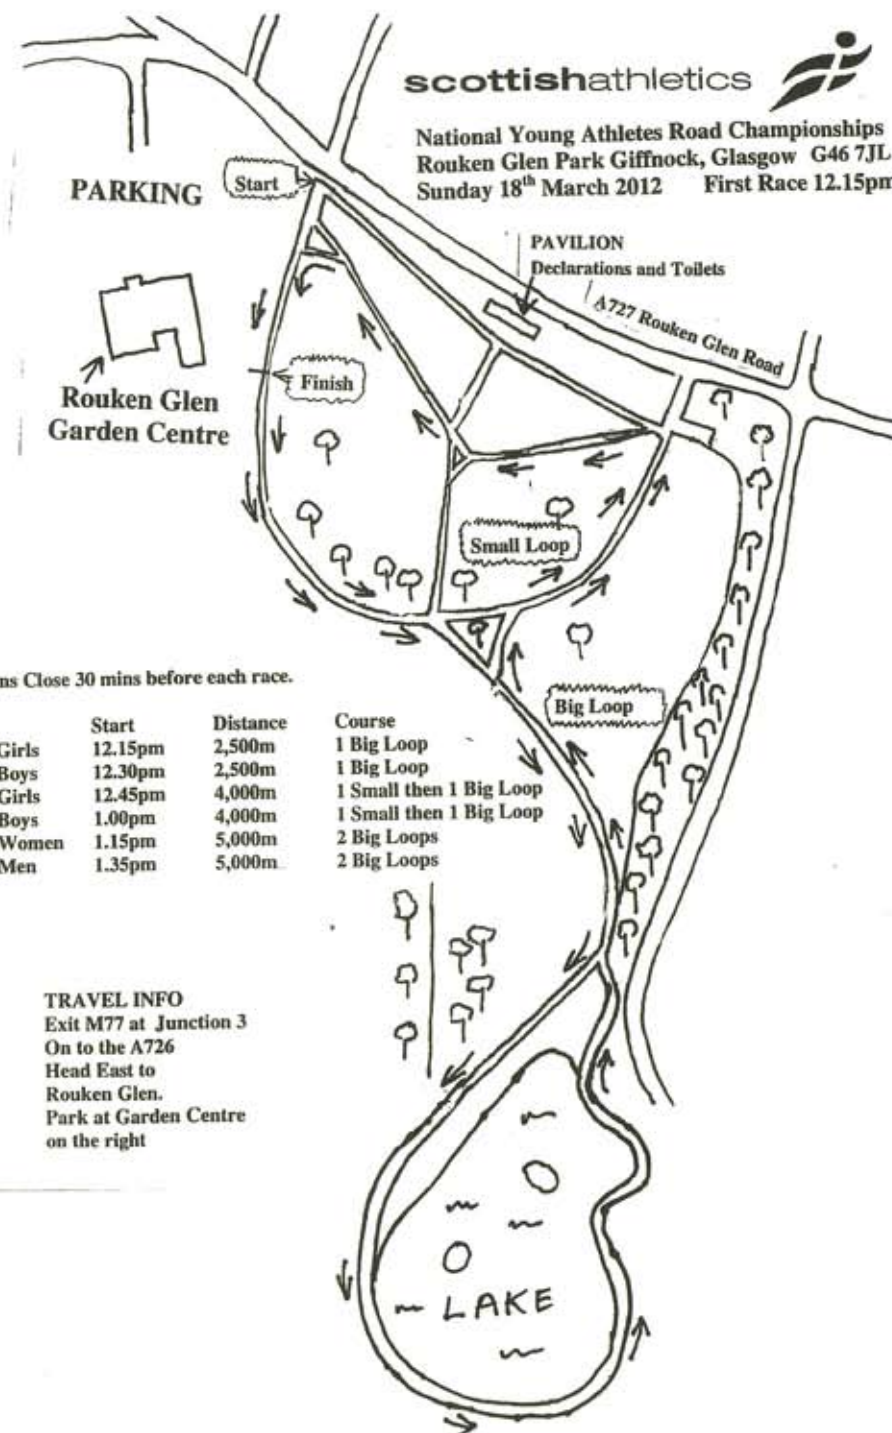 scottishathletics
National Young Athletes Road Championships
Rouken Glen Park Giffnock, Glasgow G46 7JL
Sunday 18th March 2012 First Race 12.15pm
PARKING
Start
PAVILION
Declarations and Toilets
A727 Rouken Glen Road
Finish
Rouken Glen
Garden Centre
Small Loop
Big Loop
ns Close 30 mins before each race.
Start Distance Course
Girls 12.15pm 2,500m 1 Big Loop
Boys 12.30pm 2,500m 1 Big Loop
Girls 12.45pm 4,000m 1 Small then 1 Big Loop
Boys 1.00pm 4,000m 1 Small then 1 Big Loop
Women 1.15pm 5,000m 2 Big Loops
Men 1.35pm 5,000m 2 Big Loops
TRAVEL INFO
Exit M77 at Junction 3
On to the A726
Head East to
Rouken Glen.
Park at Garden Centre
on the right
LAKE